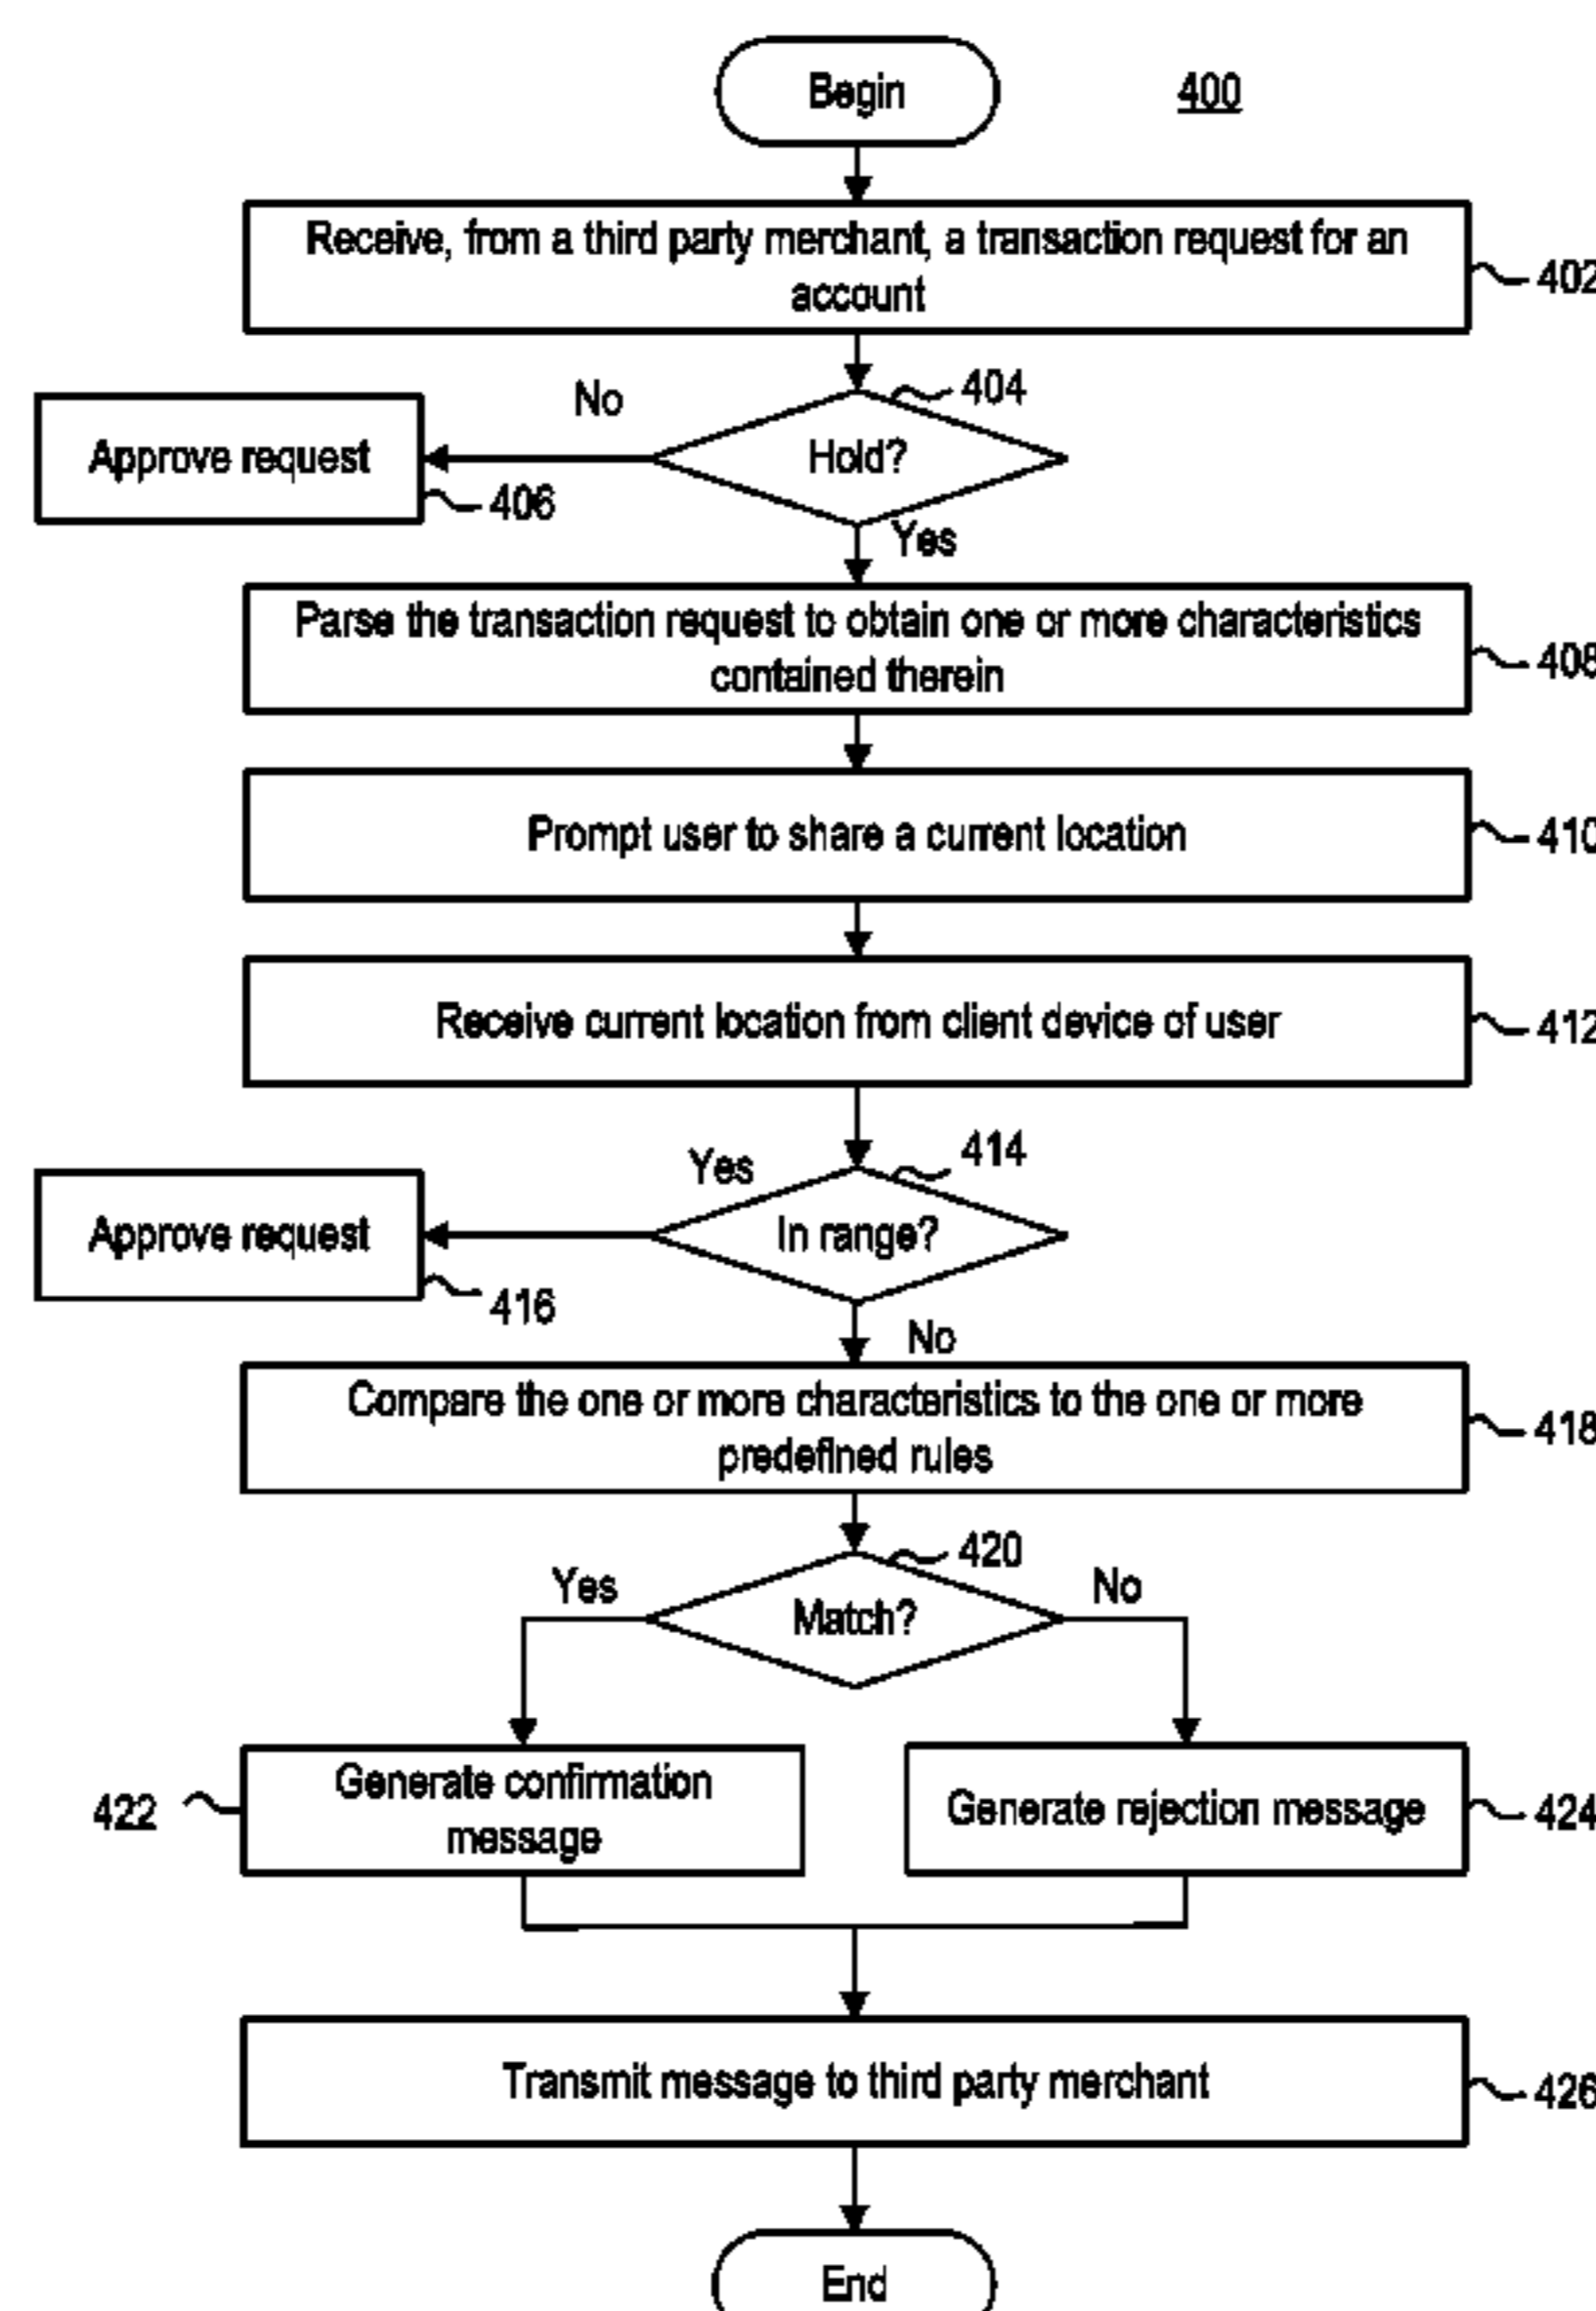 Begin
400
Receive, from a third party merchant, a transaction request for an
account
402
404
No
Hold?
Approve request
406
Yes
Parse the transaction request to obtain one or more characteristics
contained therein
408
Prompt user to share a current location
410
Receive current location from client device of user
412
414
Yes
In range?
Approve request
416
No
Compare the one or more characteristics to the one or more
predefined rules
418
420
Yes
No
Match?
Generate confirmation
message
422
Generate rejection message
424
Transmit message to third party merchant
426
End